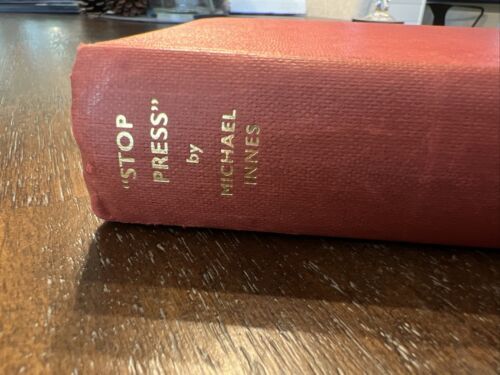 "STOP
PRESS"
by
MICHAEL
INNES